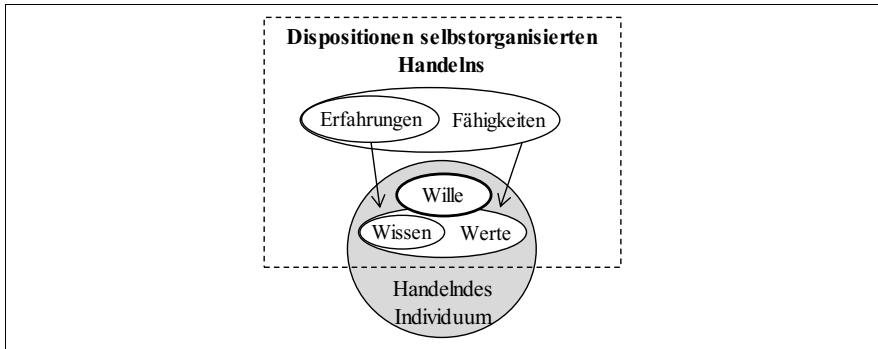 Dispositionen selbstorganisierten
Handelns
Erfahrungen Fähigkeiten
Wille
Wissen Werte
Handelndes
Individuum